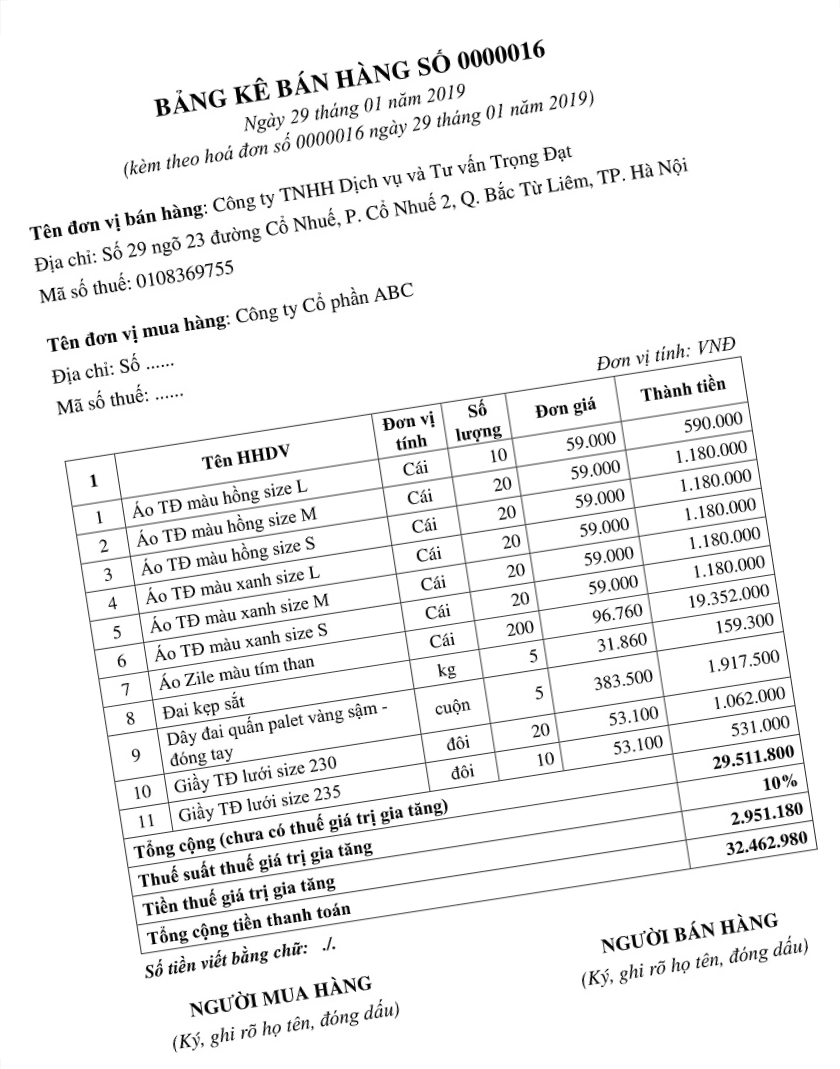 BẢNG KÊ BÁN HÀNG SỐ 0000016
Ngày 29 tháng 01 năm 2019
(kèm theo hoá đơn số 0000016 ngày 29 tháng 01 năm 2019)
Tên đơn vị bán hàng: Công ty TNHH Dịch vụ và Tư vấn Trọng Đạt
Địa chỉ: Số 29 ngõ 23 đường Cổ Nhuế, P. Cổ Nhuế 2, Q. Bắc Từ Liêm, TP. Hà Nội
Mã số thuế: 0108369755
Tên đơn vị mua hàng: Công ty Cổ phần ABC
Địa chỉ: Số ......
Mã số thuế: ......
Đơn vị tính: VNĐ
1 Tên HHDV Đơn vị tính Số lượng Đơn giá Thành tiền
1 Áo TĐ màu hồng size L Cái 10 59.000 590.000
2 Áo TĐ màu hồng size M Cái 20 59.000 1.180.000
3 Áo TĐ màu hồng size S Cái 20 59.000 1.180.000
4 Áo TĐ màu xanh size L Cái 20 59.000 1.180.000
5 Áo TĐ màu xanh size M Cái 20 59.000 1.180.000
6 Áo TĐ màu xanh size S Cái 20 59.000 1.180.000
7 Áo Zile màu tím than Cái 200 96.760 19.352.000
8 Đai kẹp sắt kg 5 31.860 159.300
9 Dây đai quấn palet vàng sậm - đóng tay cuộn 5 383.500 1.917.500
10 Giầy TĐ lưới size 230 đôi 20 53.100 1.062.000
11 Giầy TĐ lưới size 235 đôi 10 53.100 531.000
Tổng cộng (chưa có thuế giá trị gia tăng) 29.511.800
Thuế suất thuế giá trị gia tăng 10%
Tiền thuế giá trị gia tăng 2.951.180
Tổng cộng tiền thanh toán 32.462.980
Số tiền viết bằng chữ: ./.
NGƯỜI MUA HÀNG NGƯỜI BÁN HÀNG
(Ký, ghi rõ họ tên, đóng dấu) (Ký, ghi rõ họ tên, đóng dấu)